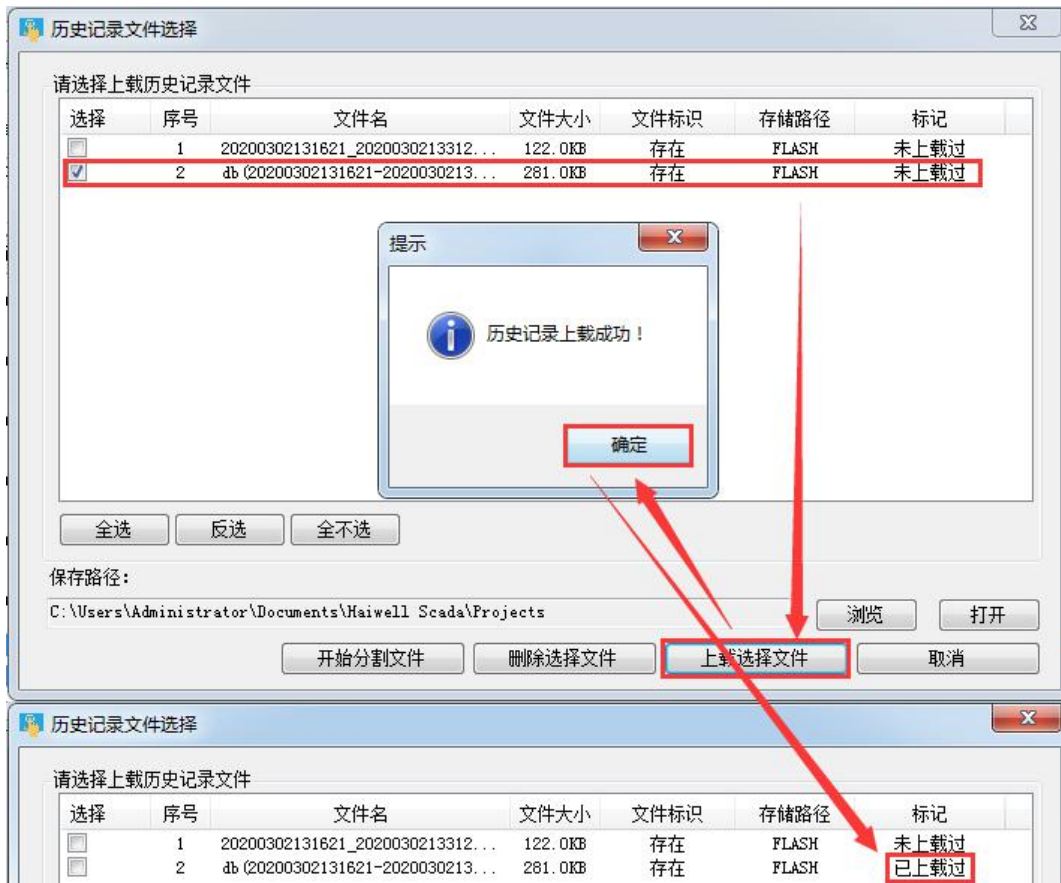 历史记录文件选择
请选择上载历史记录文件
选择 序号 文件名 文件大小 文件标识 存储路径 标记
1 20200302131621_2020030213312... 122.0KB 存在 FLASH 未上载过
2 db(20200302131621-2020030213... 281.0KB 存在 FLASH 未上载过
提示
历史记录上载成功！
确定
全选 反选 全不选
保存路径：
C:\Users\Administrator\Documents\Haiwell Scada\Projects 浏览 打开
开始分割文件 删除选择文件 上载选择文件 取消
历史记录文件选择
请选择上载历史记录文件
选择 序号 文件名 文件大小 文件标识 存储路径 标记
1 20200302131621_2020030213312... 122.0KB 存在 FLASH 未上载过
2 db(20200302131621-2020030213... 281.0KB 存在 FLASH 已上载过